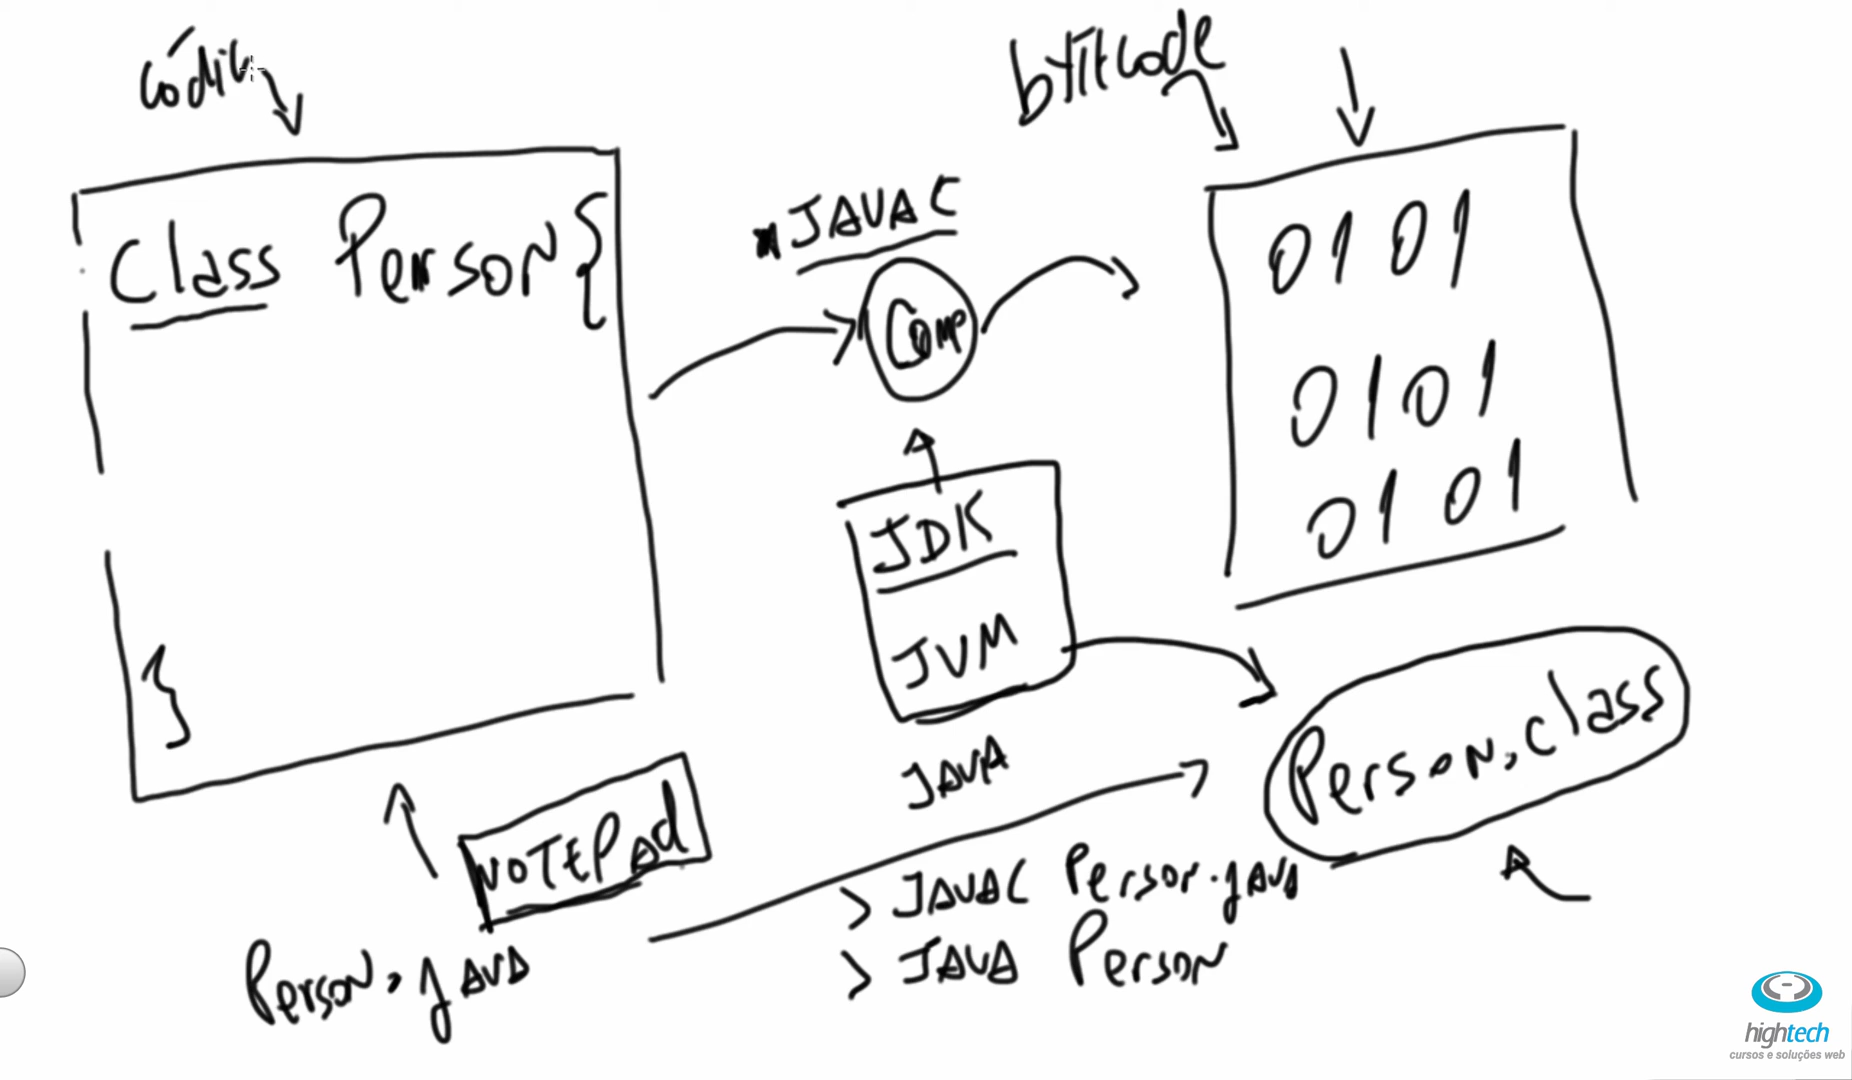 bytecode
JAVAC
Class Person{
0101
Comp
0101
0101
JDK
JVM
}
Person.class
JAVA
NOTEPad
> JAVAC Person.java
> JAVA Person
Person.java
hightech
cursos e soluções web